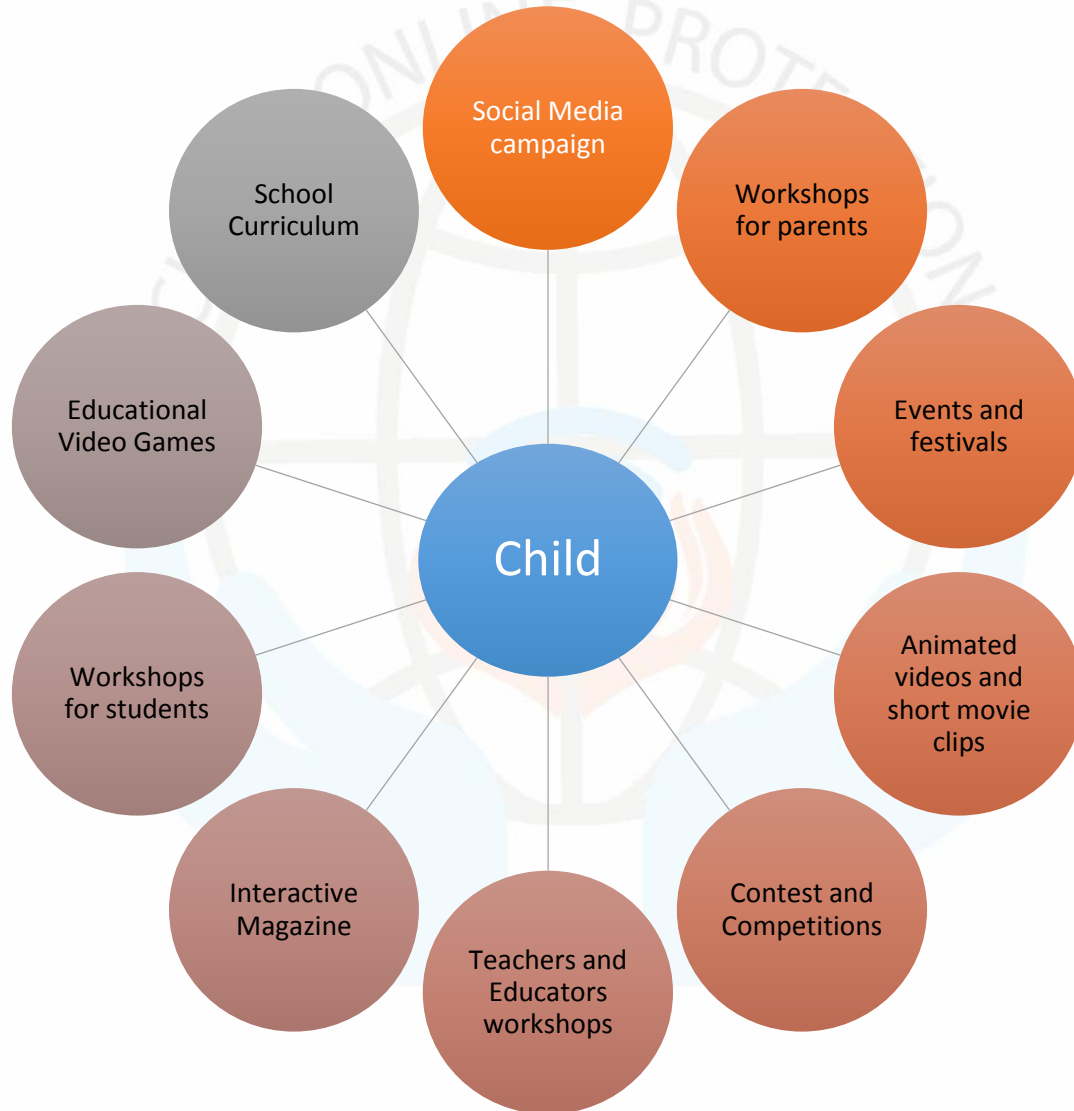 Social Media
campaign
Workshops
for parents
Events and
festivals
Animated
videos and
short movie
clips
Contest and
Competitions
Teachers and
Educators
workshops
Interactive
Magazine
Workshops
for students
Educational
Video Games
School
Curriculum
Child